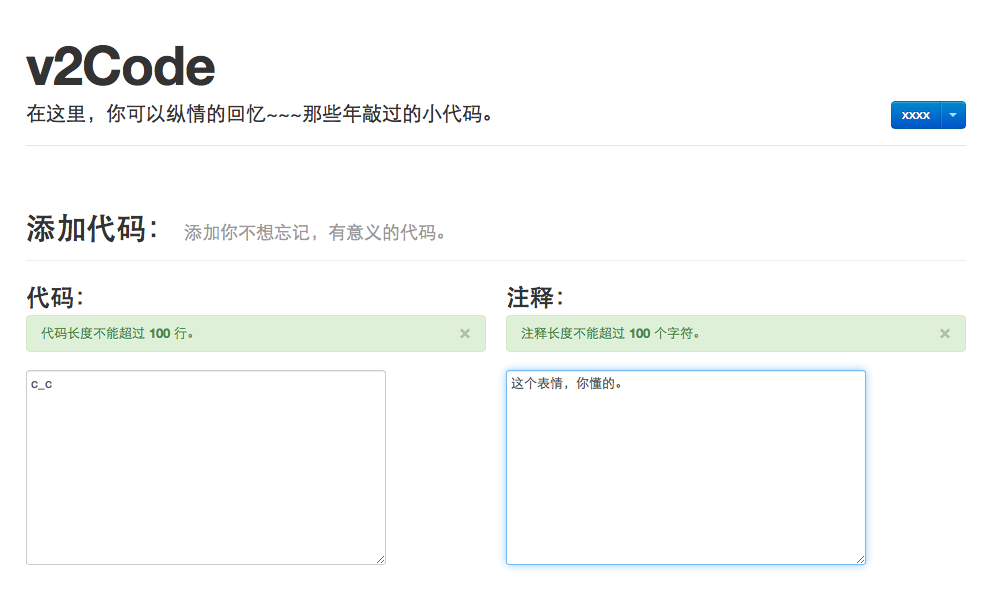 v2Code
在这里，你可以纵情的回忆~~~那些年敲过的小代码。
xxxx
添加代码： 添加你不想忘记，有意义的代码。
代码：
代码长度不能超过 100 行。 ×
c_c
注释：
注释长度不能超过 100 个字符。 ×
这个表情，你懂的。